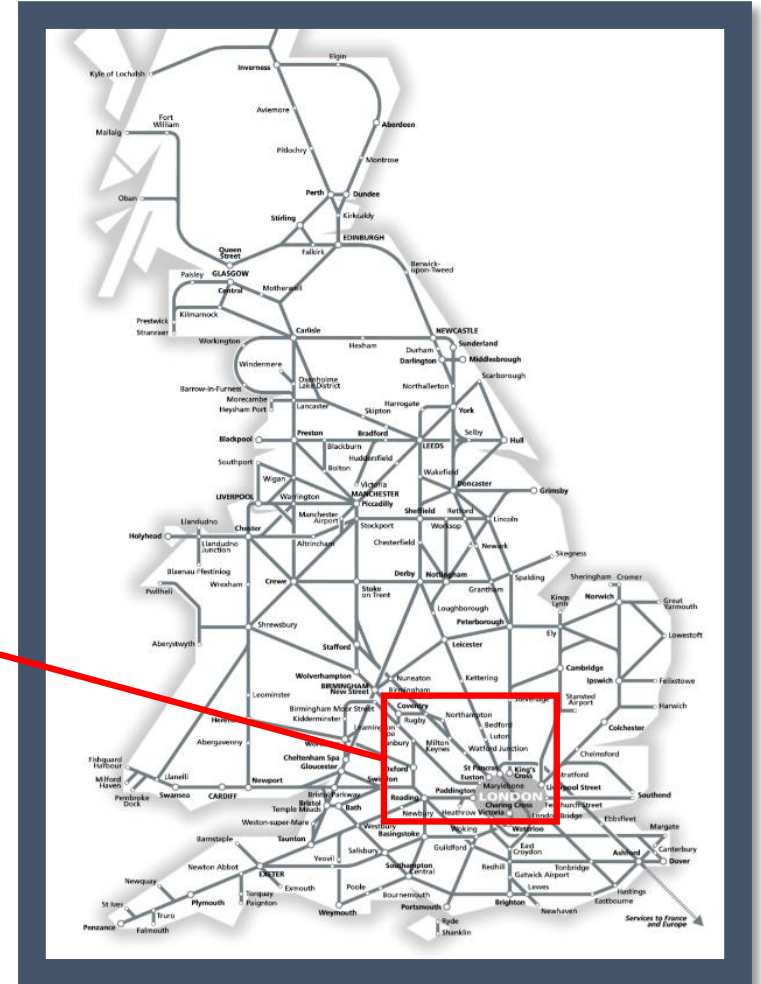 Elgin
Inverness
Kyle of Lochalsh
Aviemore
Fort
William
Mallaig
Aberdeen
Pitlochry
Montrose
Perth
Dundee
Oban
Stirling
Kirkcaldy
EDINBURGH
Queen
Street
Falkirk
Berwick-
upon-Tweed
Paisley
GLASGOW
Central
Motherwell
Prestwick
Kilmarnock
Stranraer
Carlisle
NEWCASTLE
Workington
Hexham
Sunderland
Durham
Darlington
Middlesbrough
Windermere
Scarborough
Oxenholme
Lake District
Barrow-in-Furness
Northallerton
Morecambe
Heysham Port
Lancaster
Harrogate
Skipton
York
Blackpool
Preston
Bradford
Selby
Hull
Blackburn
LEEDS
Southport
Huddersfield
Bolton
Wakefield
Wigan
Victoria
Doncaster
MANCHESTER
Grimsby
LIVERPOOL
Warrington
Piccadilly
Manchester
Airport
Sheffield
Retford
Llandudno
Lincoln
Stockport
Worksop
Holyhead
Chester
Llandudno
Junction
Altrincham
Chesterfield
Newark
Skegness
Blaenau Ffestiniog
Derby
Nottingham
Spalding
Sheringham
Cromer
Pwllheli
Wrexham
Crewe
Stoke
on Trent
Grantham
Kings
Lynn
Norwich
Great
Yarmouth
Loughborough
Peterborough
Shrewsbury
Ely
Lowestoft
Aberystwyth
Stafford
Leicester
Cambridge
Wolverhampton
Nuneaton
Kettering
Ipswich
Felixstowe
BIRMINGHAM
New Street
Birmingham
Leominster
Stevenage
Stansted
Airport
Harwich
Birmingham Moor Street
Coventry
Kidderminster
Rugby
Northampton
Hereford
Leamington
Spa
Bedford
Colchester
Abergavenny
Banbury
Milton
Keynes
Luton
Watford Junction
Chelmsford
Fishguard
Harbour
Cheltenham Spa
Gloucester
Oxford
St Pancras
King's
Cross
Milford
Haven
Llanelli
Newport
Swindon
Euston
Marylebone
Stratford
Pembroke
Dock
Swansea
CARDIFF
Bristol Parkway
Paddington
Liverpool Street
Reading
LONDON
Southend
Bristol
Temple Meads
Bath
Charing Cross
Fenchurch Street
Newbury
Heathrow
Victoria
London Bridge
Ebbsfleet
Weston-super-Mare
Westbury
Basingstoke
Woking
Waterloo
Margate
Barnstaple
Taunton
Guildford
East
Croydon
Canterbury
Salisbury
Yeovil
Redhill
Tonbridge
Ashford
Dover
Newton Abbot
EXETER
Southampton
Central
Gatwick Airport
Newquay
Exmouth
Poole
Lewes
Hastings
Torquay
Paignton
Bournemouth
Eastbourne
St Ives
Plymouth
Brighton
Newhaven
Truro
Weymouth
Portsmouth
Penzance
Falmouth
Ryde
Shanklin
Services to France
and Europe